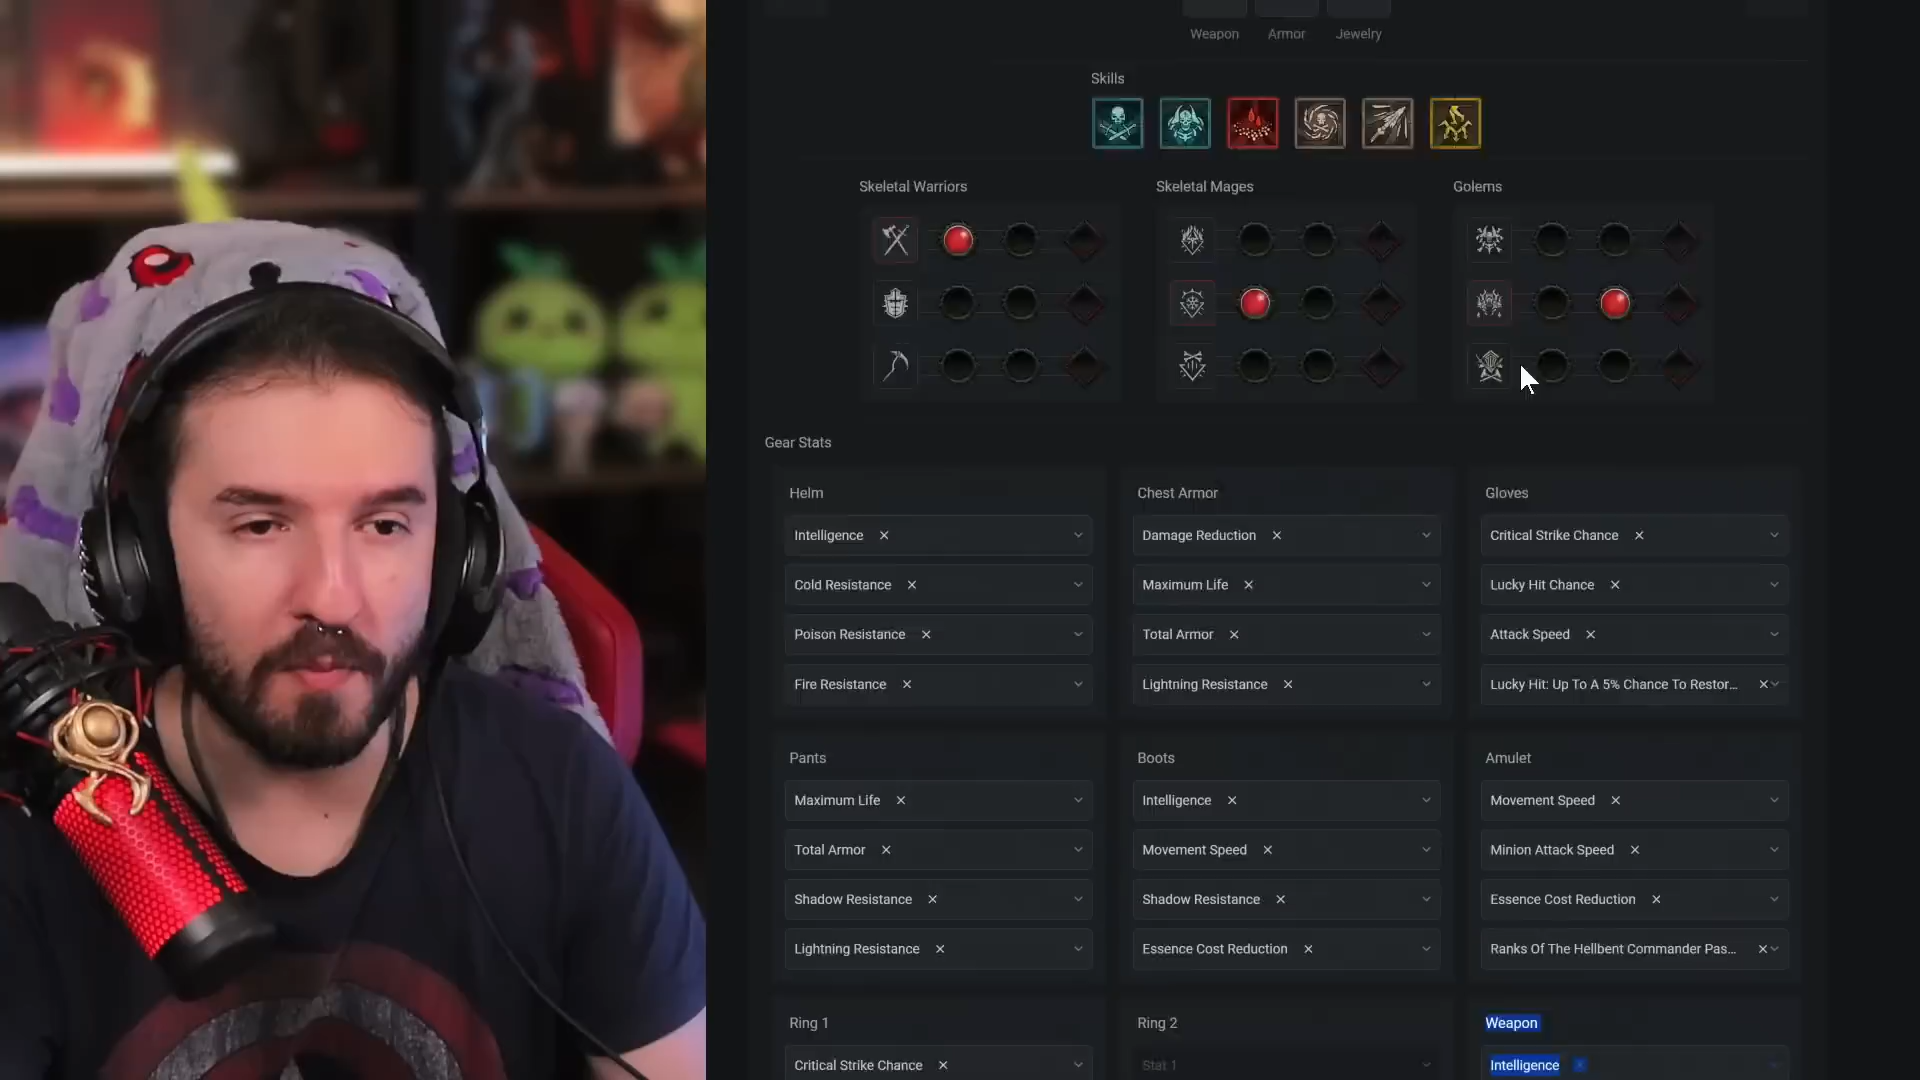 Weapon
Armor
Jewelry
Skills
Skeletal Warriors
Skeletal Mages
Golems
Gear Stats
Helm
Intelligence
Cold Resistance
Poison Resistance
Fire Resistance
Chest Armor
Damage Reduction
Maximum Life
Total Armor
Lightning Resistance
Gloves
Critical Strike Chance
Lucky Hit Chance
Attack Speed
Lucky Hit: Up To A 5% Chance To Restor...
Pants
Maximum Life
Total Armor
Shadow Resistance
Lightning Resistance
Boots
Intelligence
Movement Speed
Shadow Resistance
Essence Cost Reduction
Amulet
Movement Speed
Minion Attack Speed
Essence Cost Reduction
Ranks Of The Hellbent Commander Pas...
Ring 1
Critical Strike Chance
Ring 2
Stat 1
Weapon
Intelligence